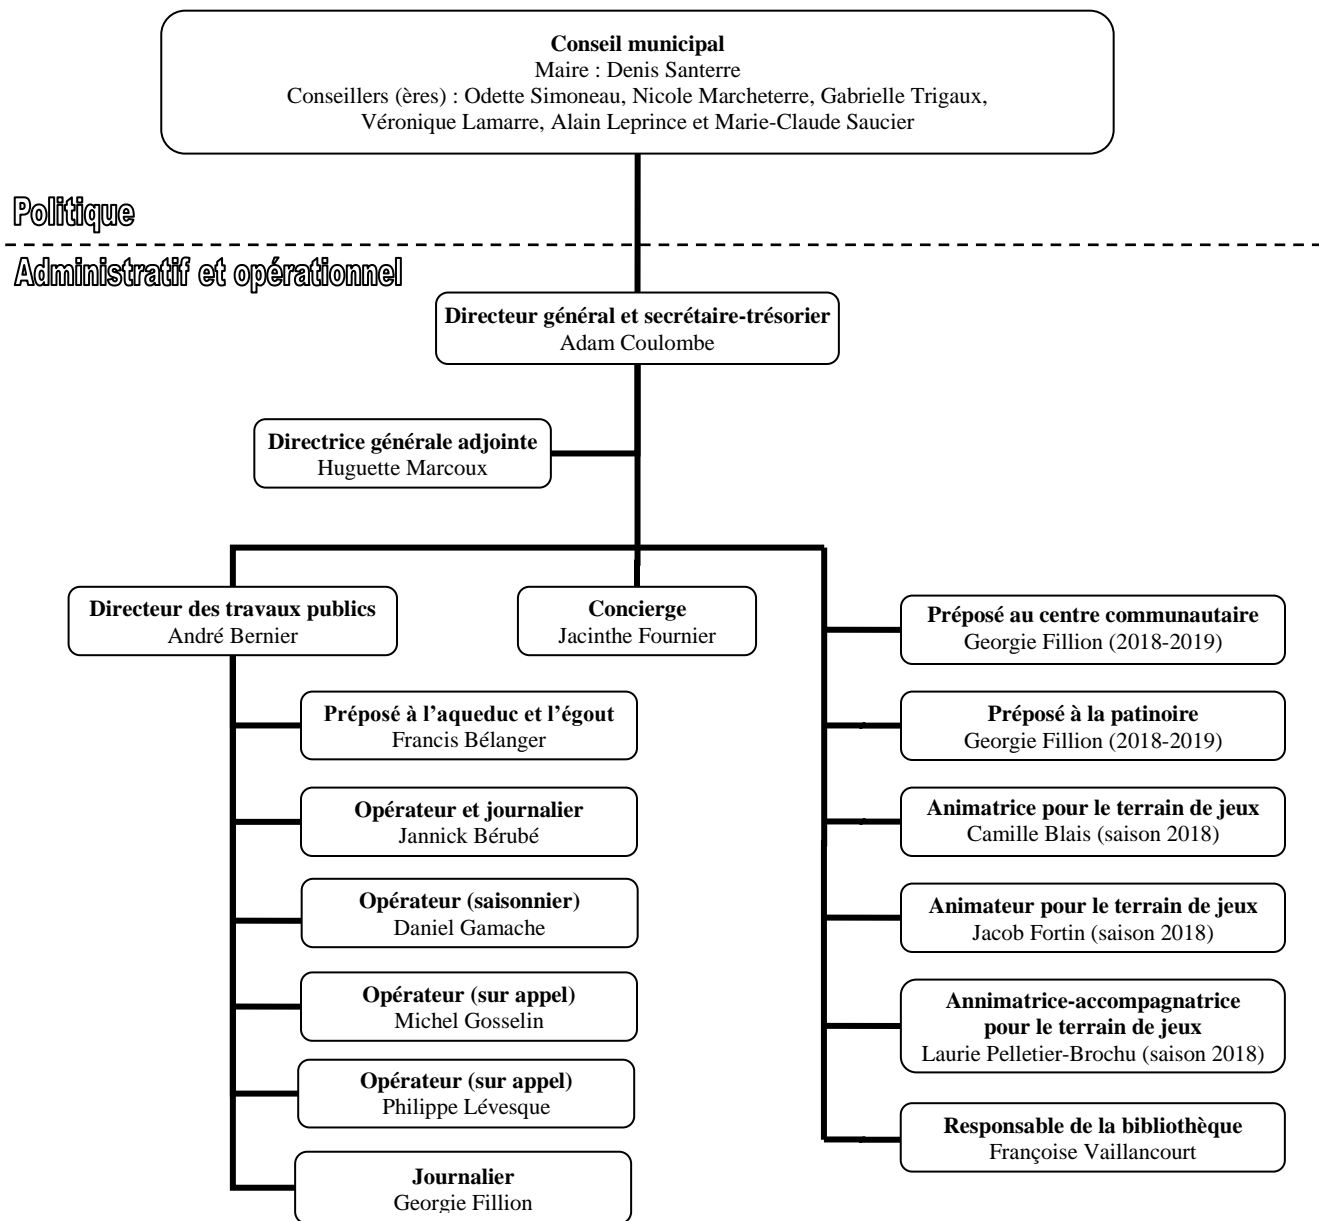 Conseil municipal
Maire : Denis Santerre
Conseillers (ères) : Odette Simoneau, Nicole Marcheterre, Gabrielle Trigaux,
Véronique Lamarre, Alain Leprince et Marie-Claude Saucier
Politique
Administratif et opérationnel
Directeur général et secrétaire-trésorier
Adam Coulombe
Directrice générale adjointe
Huguette Marcoux
Directeur des travaux publics
André Bernier
Concierge
Jacinthe Fournier
Préposé à l’aqueduc et l’égout
Francis Bélanger
Opérateur et journalier
Jannick Bérubé
Opérateur (saisonnier)
Daniel Gamache
Opérateur (sur appel)
Michel Gosselin
Opérateur (sur appel)
Philippe Lévesque
Journalier
Georgie Fillion
Préposé au centre communautaire
Georgie Fillion (2018-2019)
Préposé à la patinoire
Georgie Fillion (2018-2019)
Animatrice pour le terrain de jeux
Camille Blais (saison 2018)
Animateur pour le terrain de jeux
Jacob Fortin (saison 2018)
Annimatrice-accompagnatrice
pour le terrain de jeux
Laurie Pelletier-Brochu (saison 2018)
Responsable de la bibliothèque
Françoise Vaillancourt